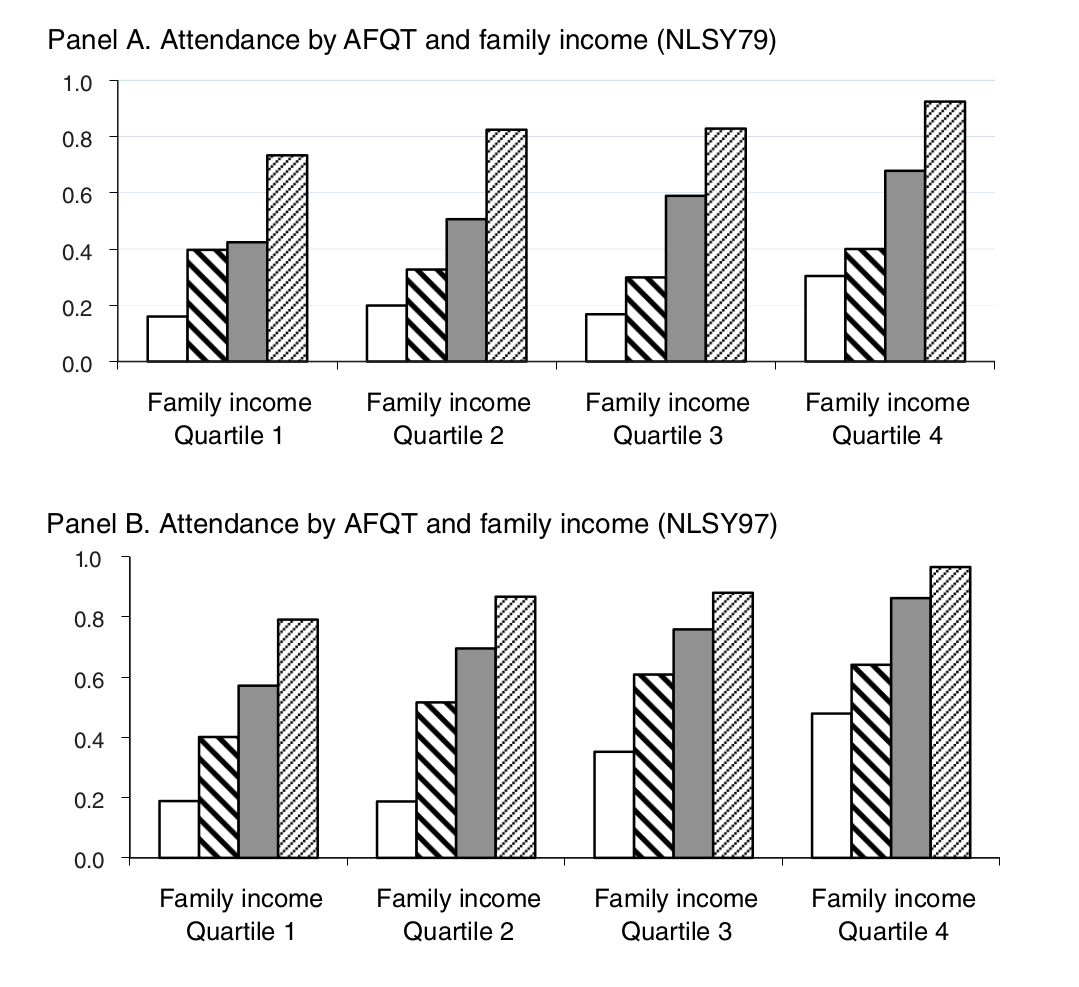 Panel A. Attendance by AFQT and family income (NLSY79)
1.0
0.8
0.6
0.4
0.2
0.0
Family income Family income Family income Family income
Quartile 1 Quartile 2 Quartile 3 Quartile 4
Panel B. Attendance by AFQT and family income (NLSY97)
1.0
0.8
0.6
0.4
0.2
0.0
Family income Family income Family income Family income
Quartile 1 Quartile 2 Quartile 3 Quartile 4